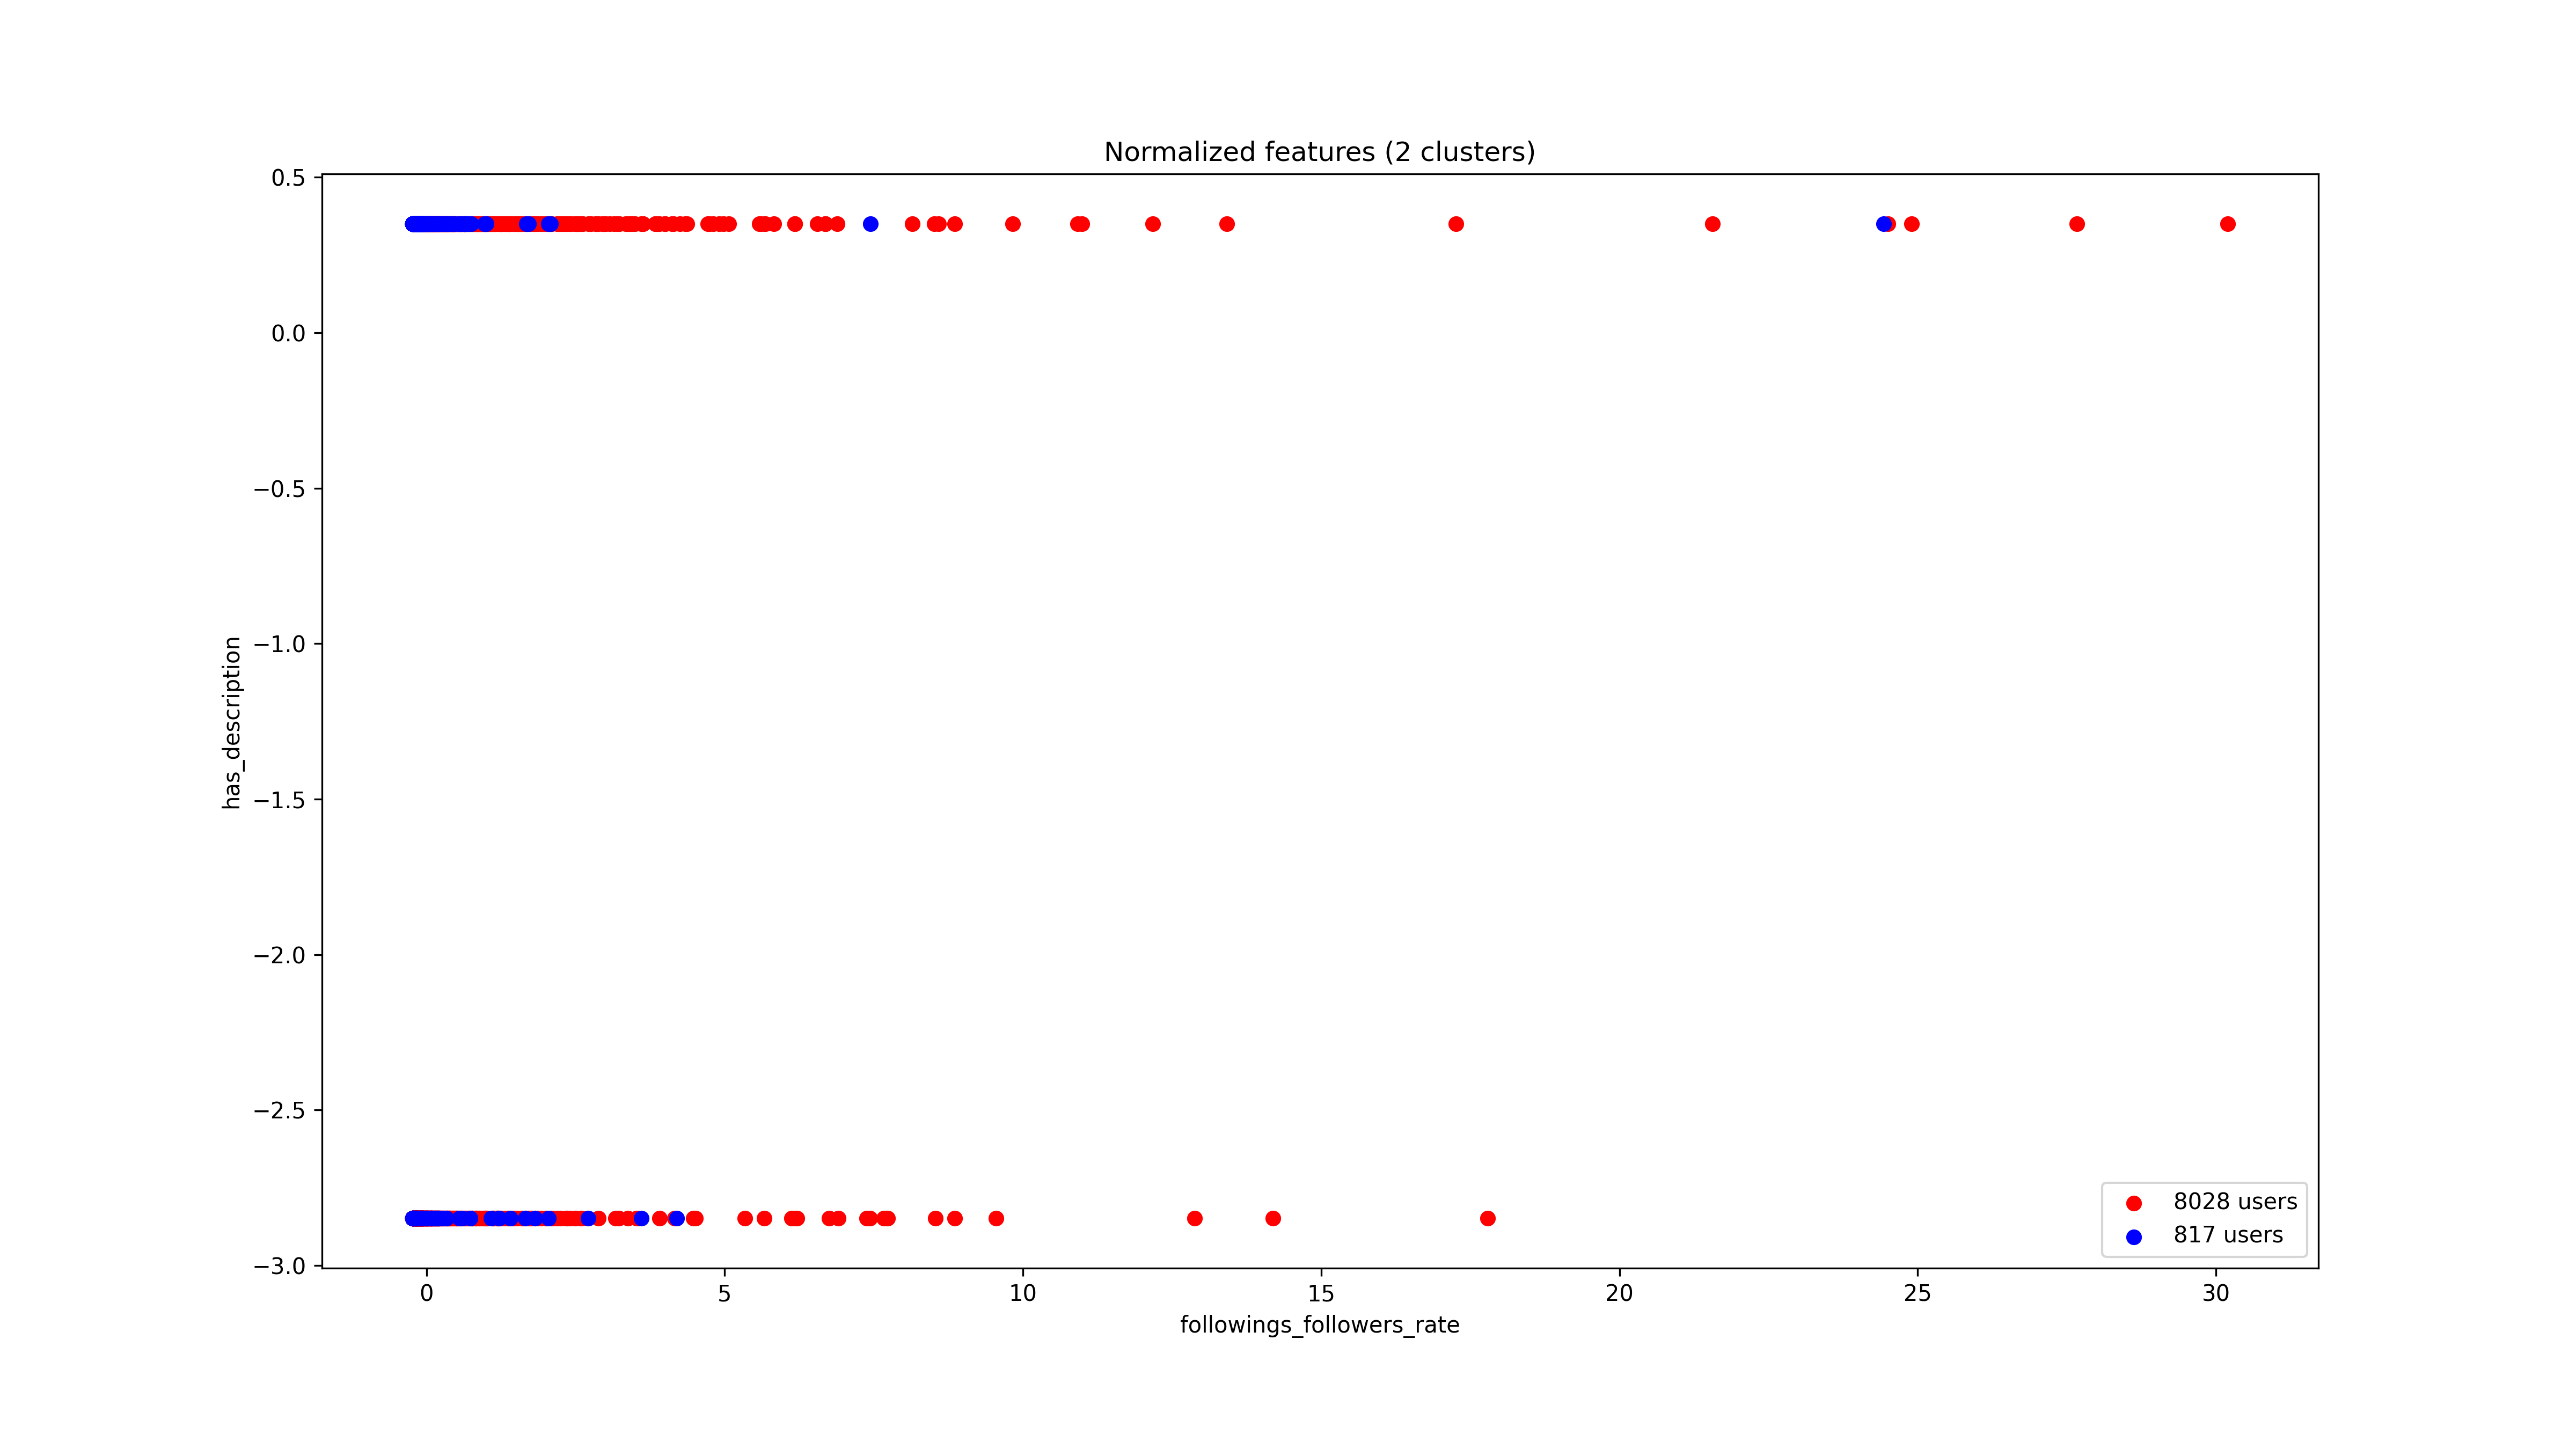 Normalized features (2 clusters)
0.5
0.0
−0.5
−1.0
−1.5
−2.0
−2.5
−3.0
has_description
0 5 10 15 20 25 30
followings_followers_rate
8028 users
817 users